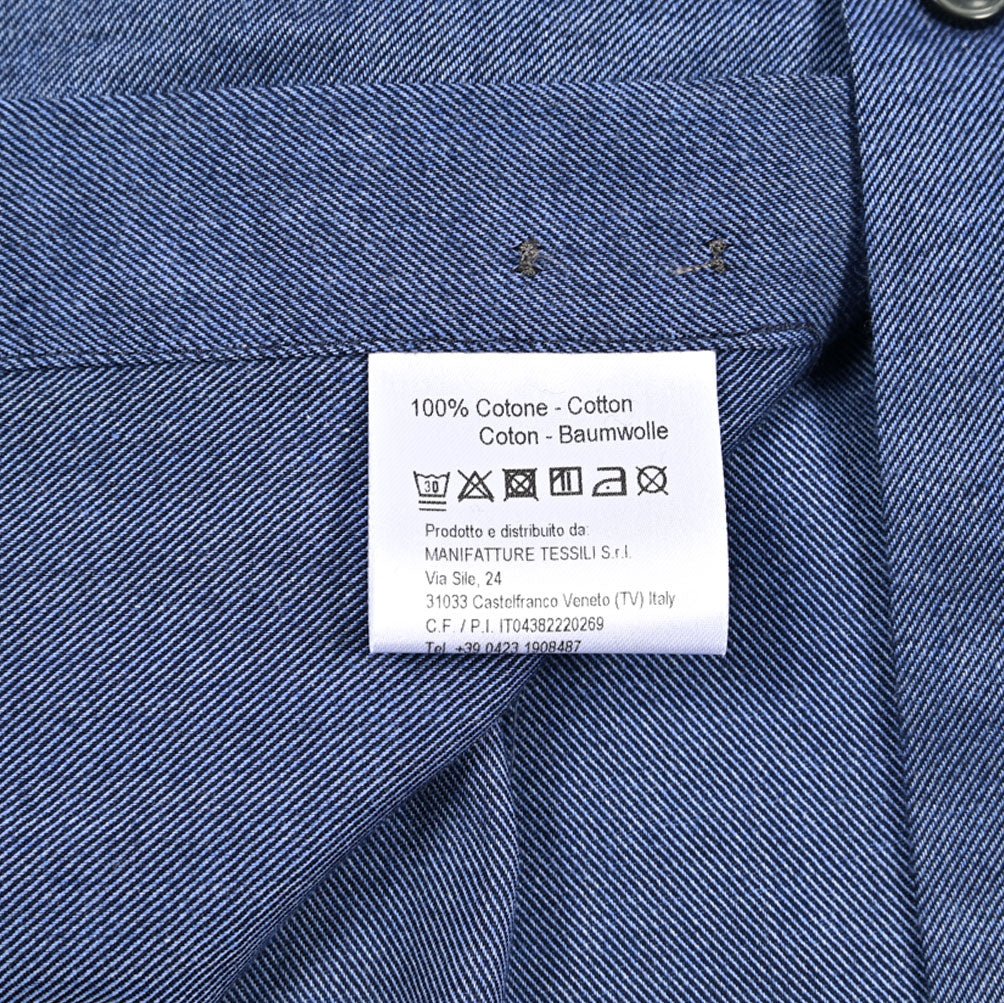 100% Cotone - Cotton
Coton - Baumwolle
30
Prodotto e distribuito da:
MANIFATTURE TESSILI S.r.l.
Via Sile, 24
31033 Castelfranco Veneto (TV) Italy
C.F. / P.I. IT04382220269
Tel. +39 0423 1908487